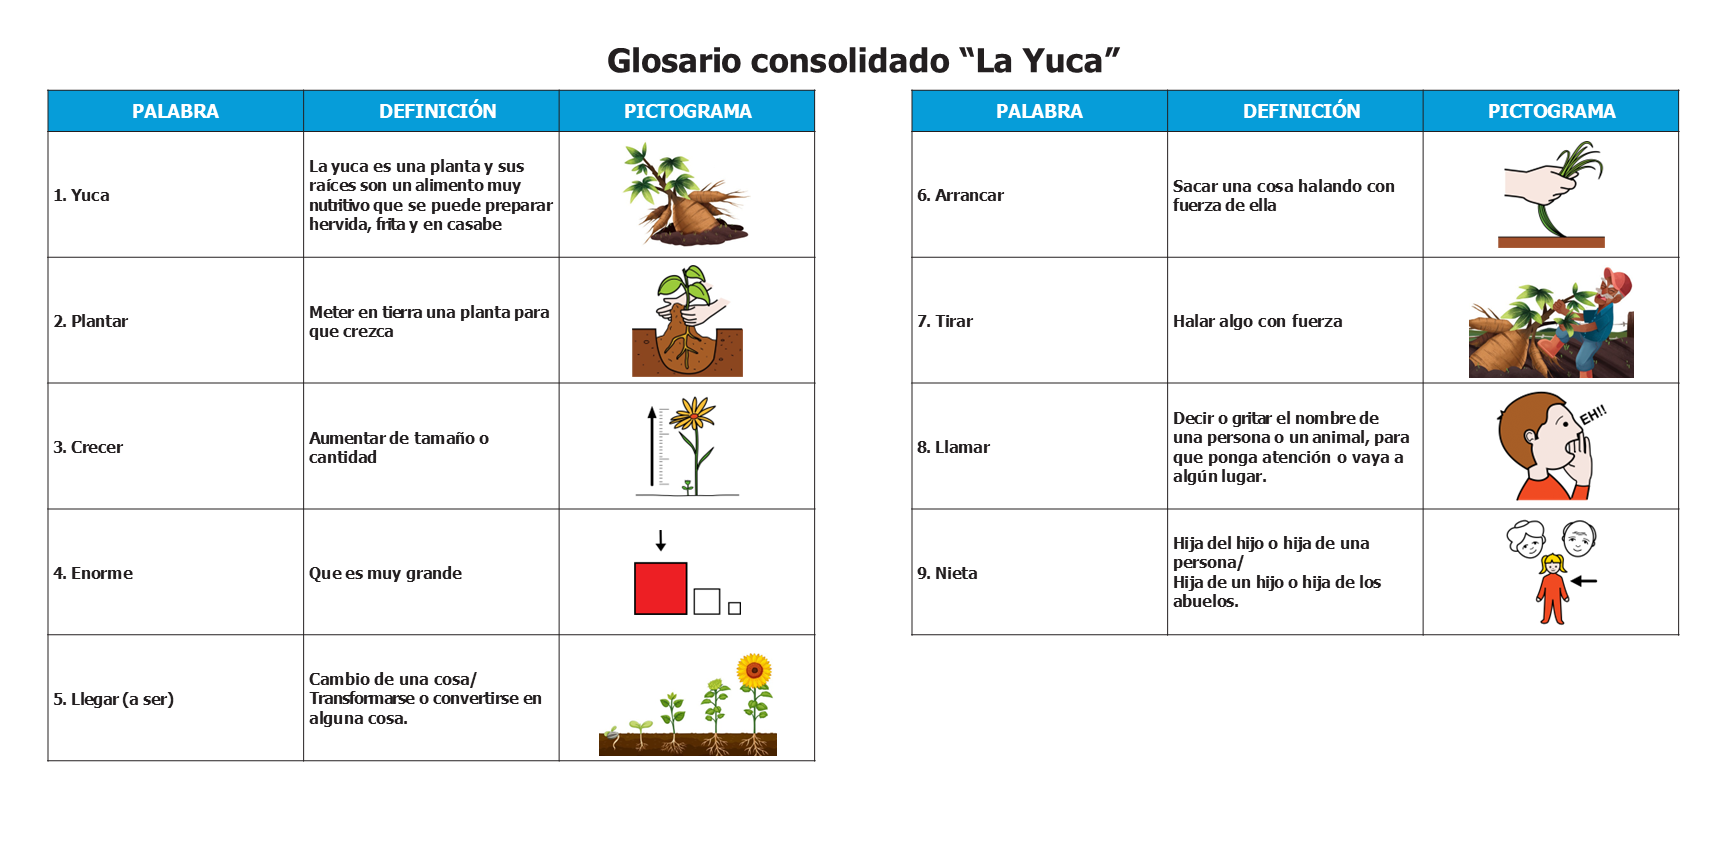 Glosario consolidado “La Yuca”
PALABRA
DEFINICIÓN
PICTOGRAMA
1. Yuca
La yuca es una planta y sus
raíces son un alimento muy
nutritivo que se puede preparar
hervida, frita y en casabe
2. Plantar
Meter en tierra una planta para
que crezca
3. Crecer
Aumentar de tamaño o
cantidad
4. Enorme
Que es muy grande
5. Llegar (a ser)
Cambio de una cosa/
Transformarse o convertirse en
alguna cosa.
PALABRA
DEFINICIÓN
PICTOGRAMA
6. Arrancar
Sacar una cosa halando con
fuerza de ella
7. Tirar
Halar algo con fuerza
8. Llamar
Decir o gritar el nombre de
una persona o un animal, para
que ponga atención o vaya a
algún lugar.
EH!!
9. Nieta
Hija del hijo o hija de una
persona/
Hija de un hijo o hija de los
abuelos.